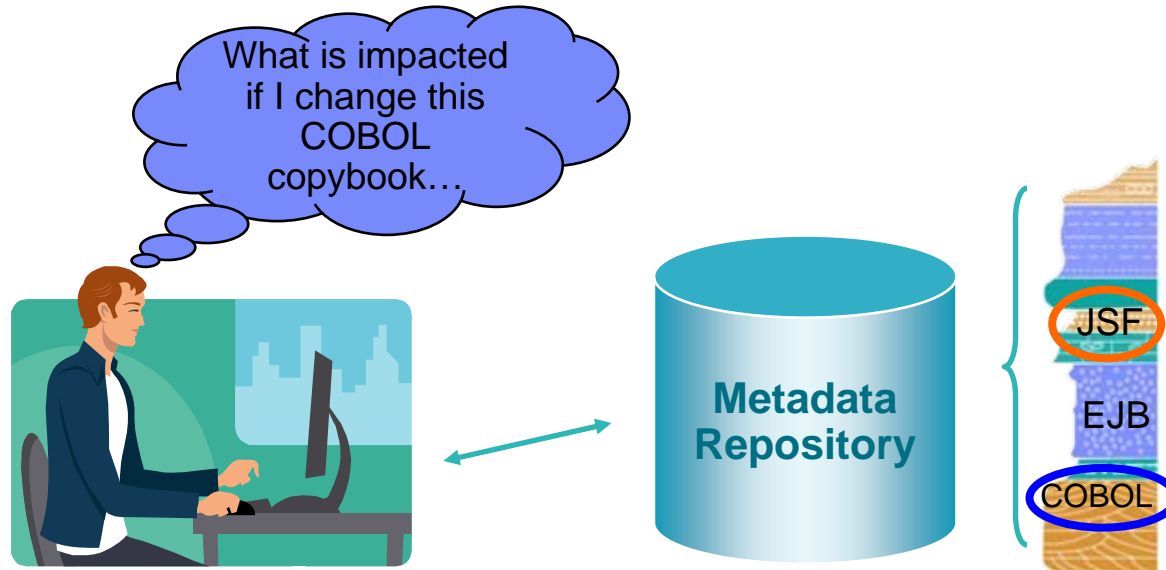 What is impacted
if I change this
COBOL
copybook…
Metadata
Repository
JSF
EJB
COBOL